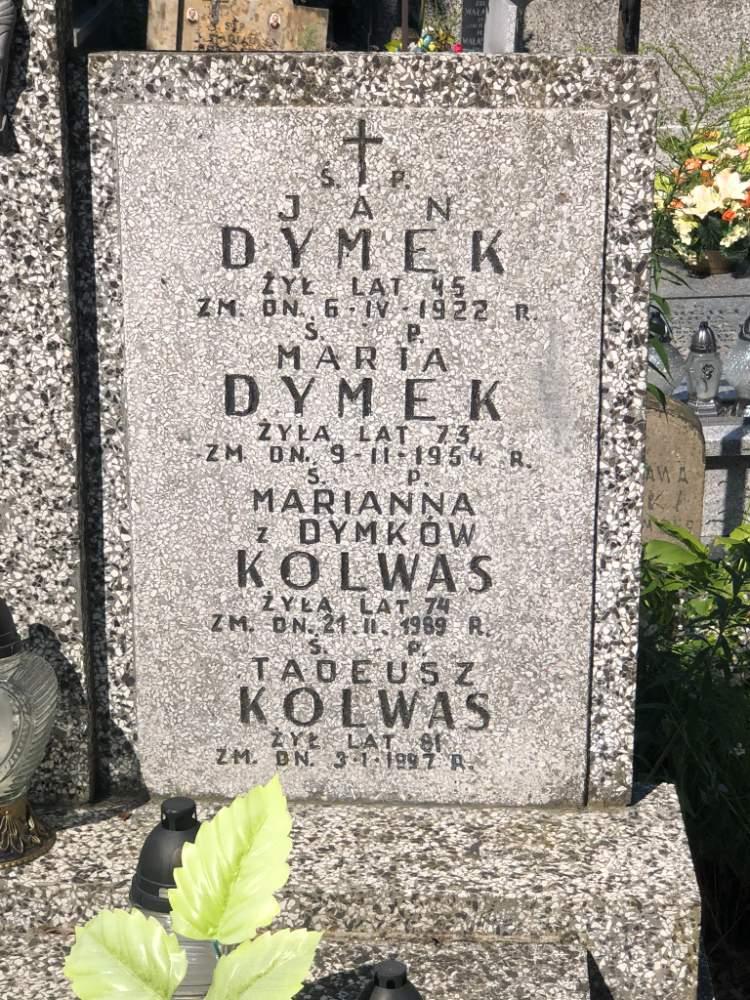 Ś. P.
JAN
DYMEK
ŻYŁ LAT 45
ZM. DN. 6-IV-1922 R.
Ś. P.
MARIA
DYMEK
ŻYŁA LAT 73
ZM. DN. 9-II-1954 R.
Ś. P.
MARIANNA
z DYMKÓW
KOLWAS
ŻYŁA LAT 74
ZM. DN. 21.II.1989 R.
Ś. P.
TADEUSZ
KOLWAS
ŻYŁ LAT 81
ZM. DN. 3-1-1997 R.